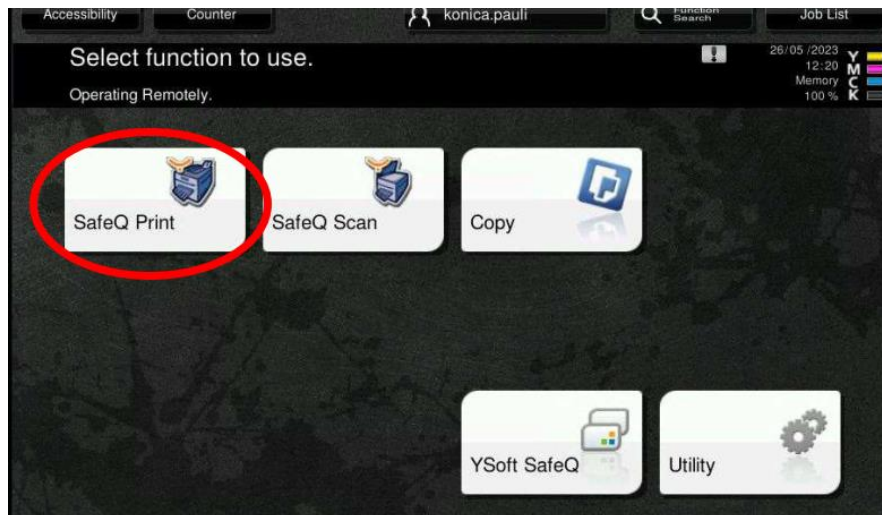 Accessibility
Counter
konica.pauli
Function
Search
Job List
Select function to use.
Operating Remotely.
26/05 /2023
12:20
Memory
100 %
Y
M
C
K
SafeQ Print
SafeQ Scan
Copy
YSoft SafeQ
Utility